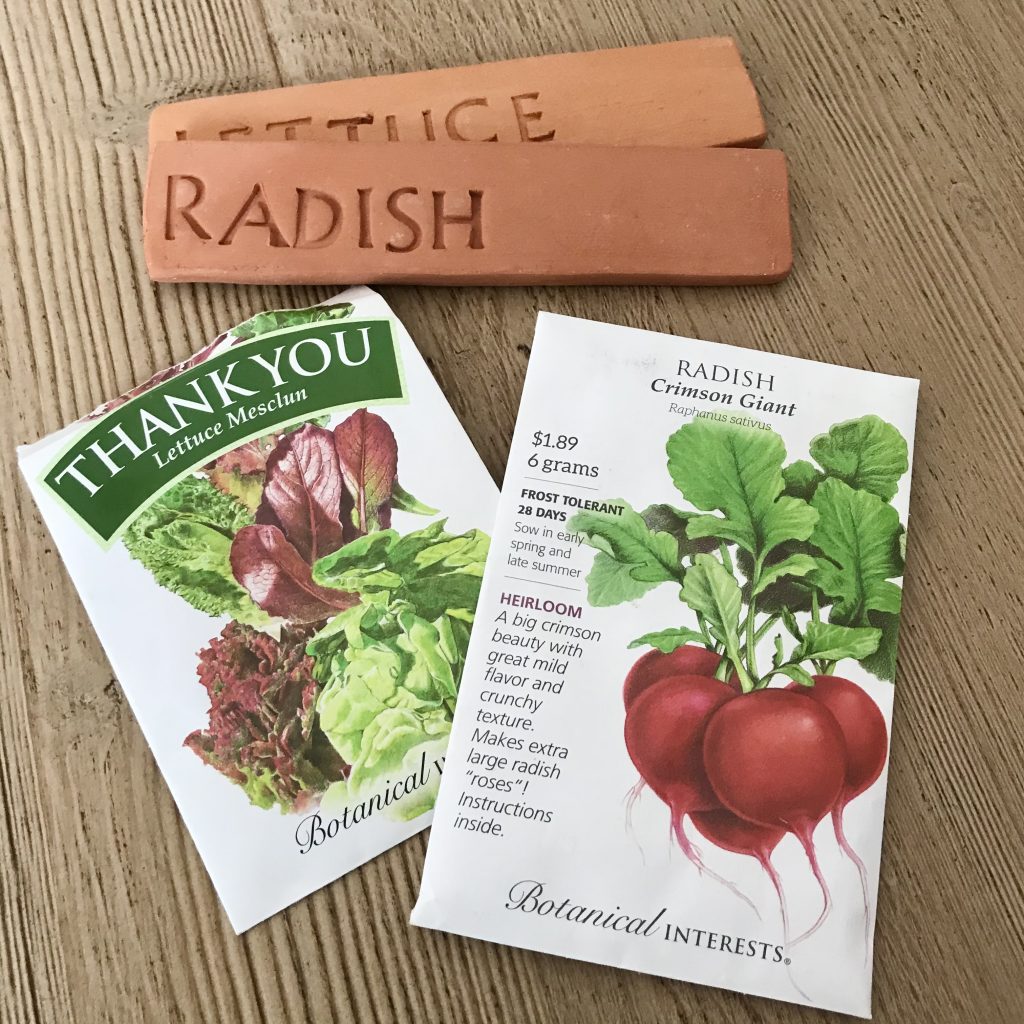 LETTUCE
RADISH
THANK YOU
Lettuce Mesclun
Botanical
RADISH
Crimson Giant
Raphanus sativus
$1.89
6 grams
FROST TOLERANT
28 DAYS
Sow in early
spring and
late summer
HEIRLOOM
A big crimson
beauty with
great mild
flavor and
crunchy
texture.
Makes extra
large radish
"roses"!
Instructions
inside.
Botanical INTERESTS®